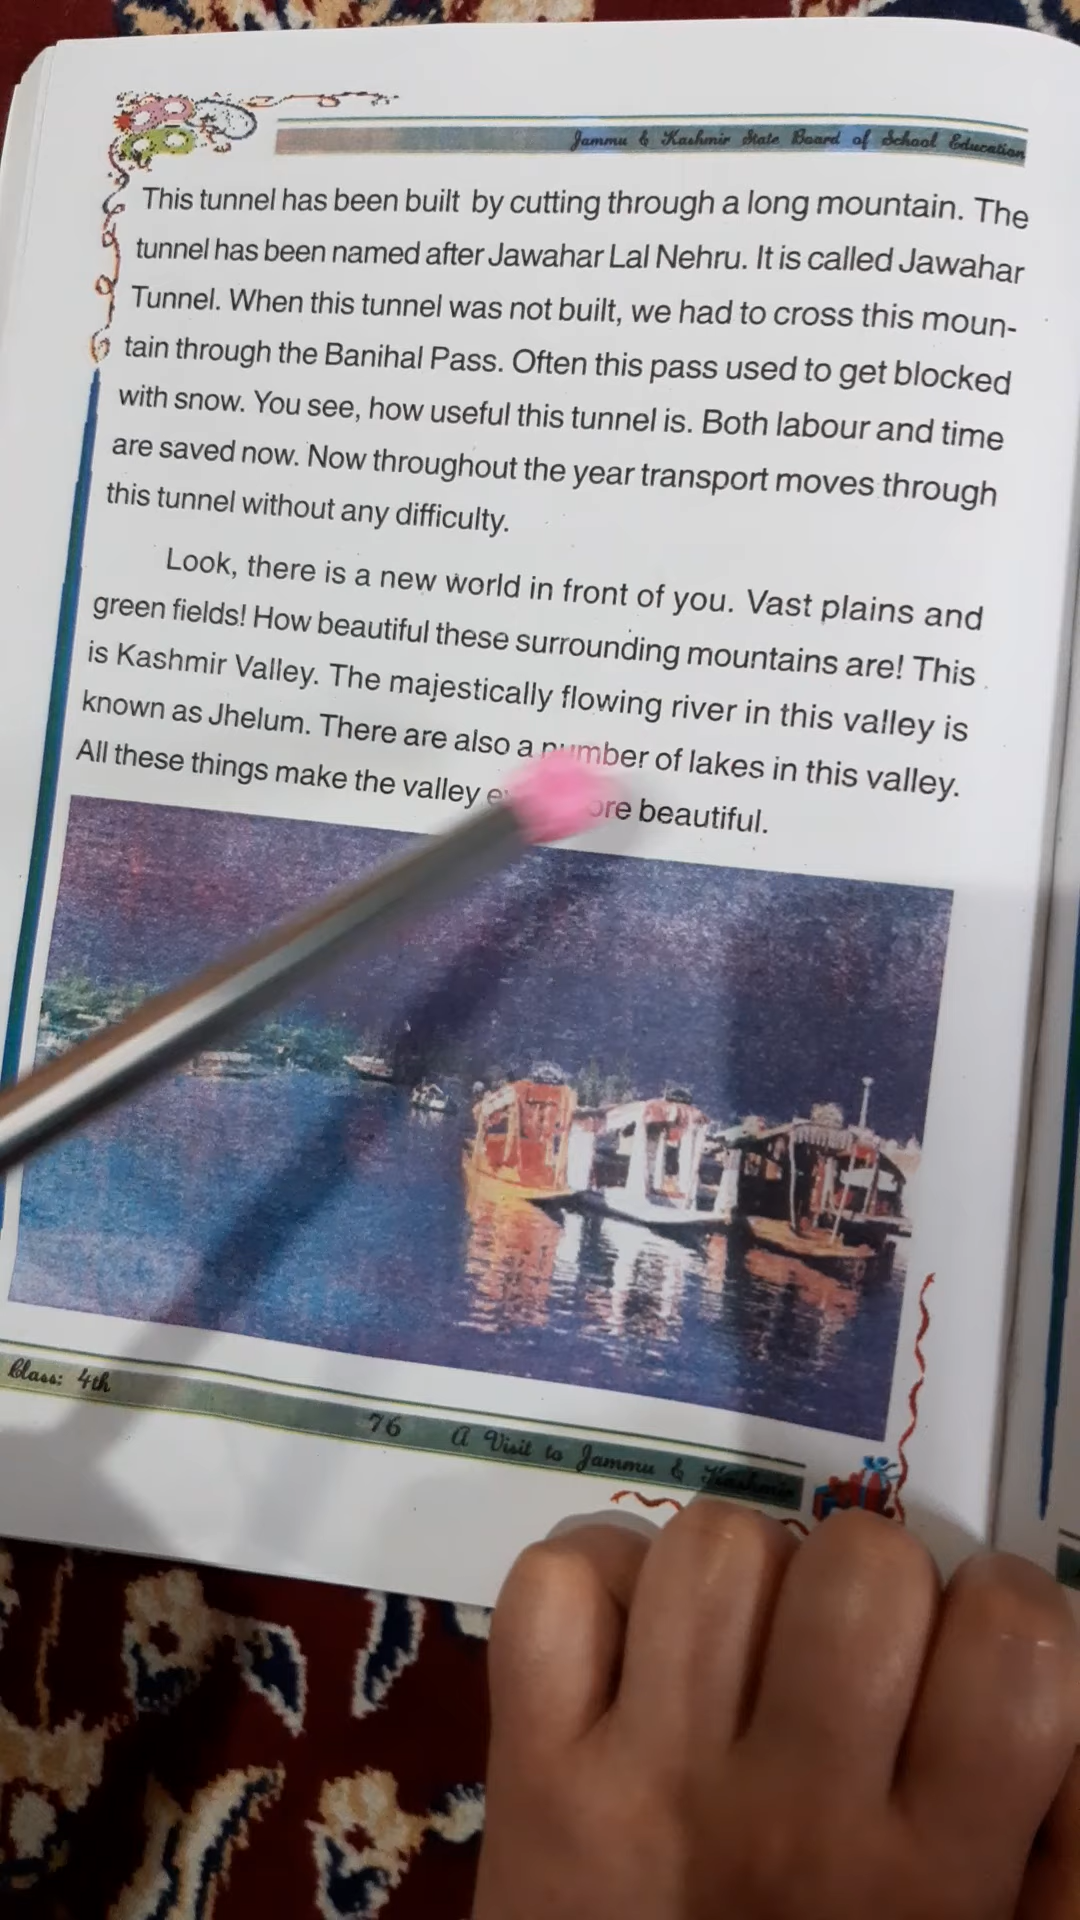 Jammu & Kashmir State Board of School Education
This tunnel has been built by cutting through a long mountain. The
tunnel has been named after Jawahar Lal Nehru. It is called Jawahar
Tunnel. When this tunnel was not built, we had to cross this moun-
tain through the Banihal Pass. Often this pass used to get blocked
with snow. You see, how useful this tunnel is. Both labour and time
are saved now. Now throughout the year transport moves through
this tunnel without any difficulty.
Look, there is a new world in front of you. Vast plains and
green fields! How beautiful these surrounding mountains are! This
is Kashmir Valley. The majestically flowing river in this valley is
known as Jhelum. There are also a number of lakes in this valley.
All these things make the valley beautiful.
Class: 4th
76 A Visit to Jammu & Kashmir